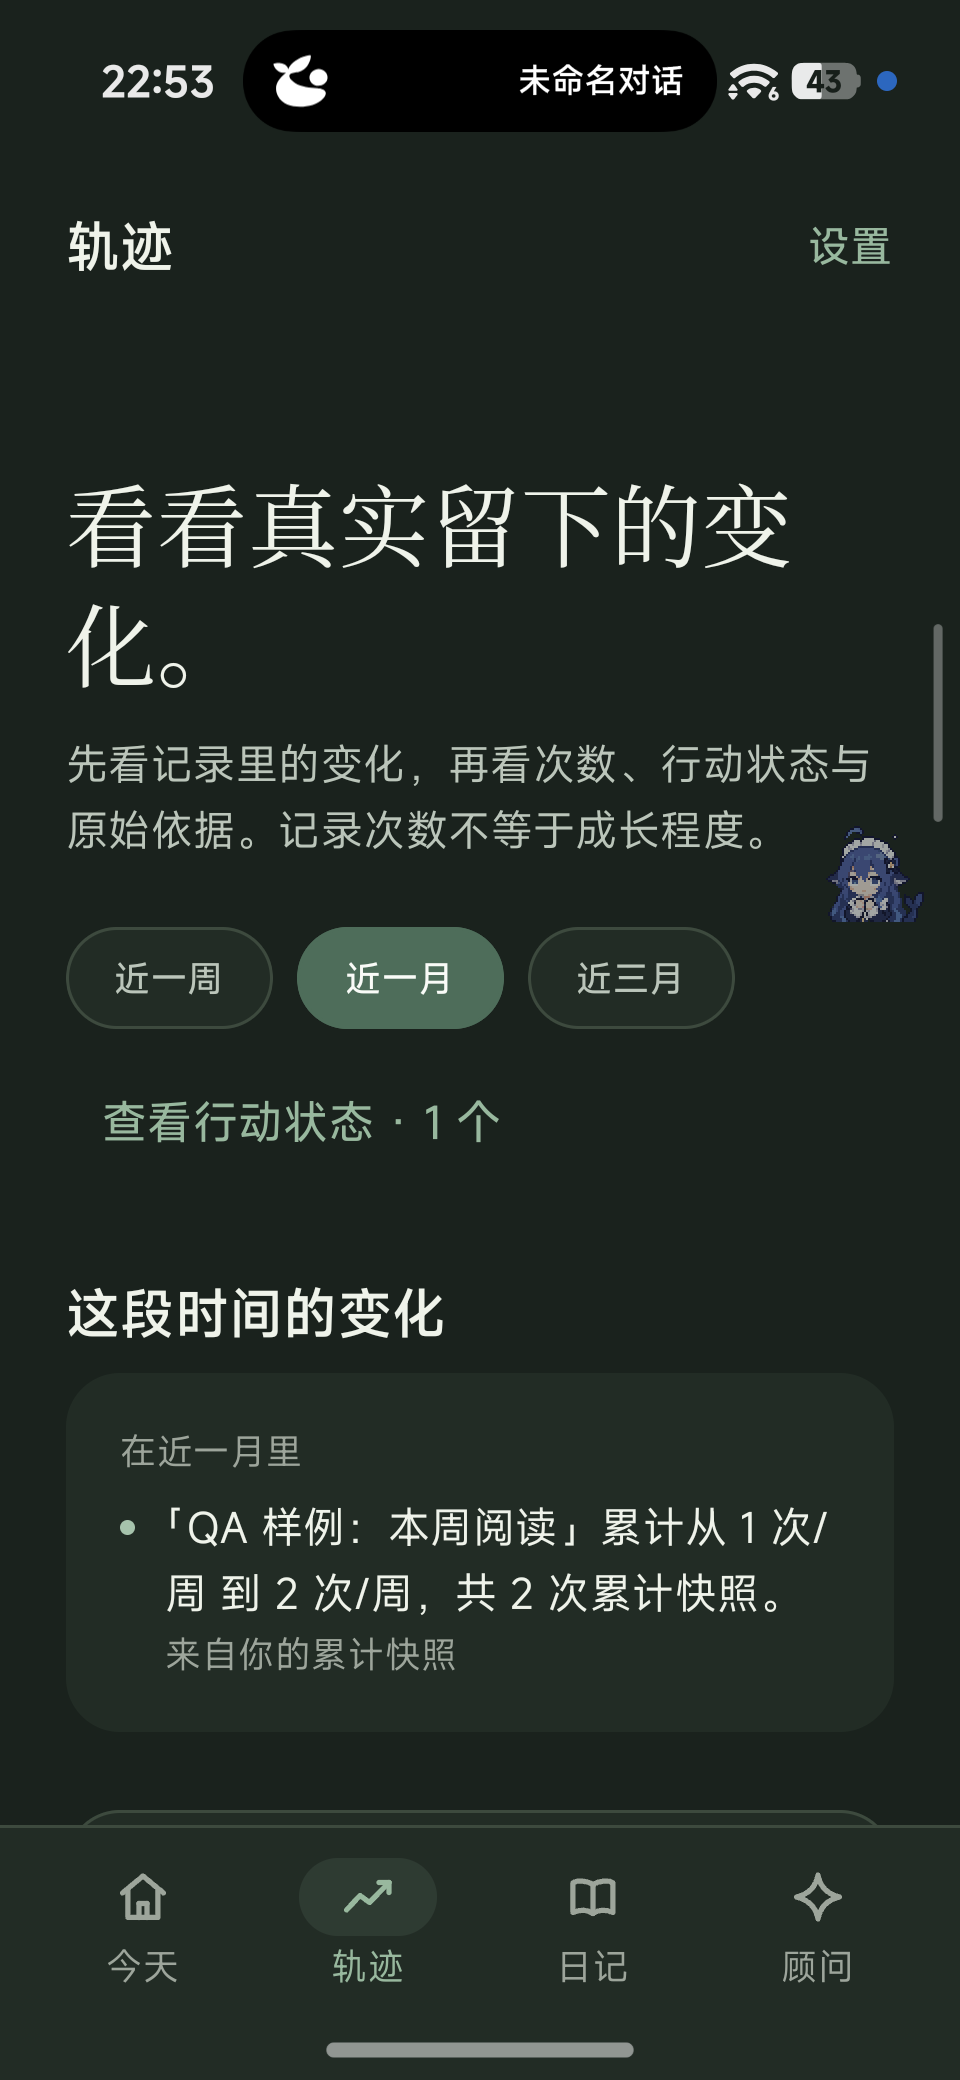 22:53
未命名对话
6
43
轨迹
设置
看看真实留下的变
化。
先看记录里的变化，再看次数、行动状态与
原始依据。记录次数不等于成长程度。
近一周
近一月
近三月
查看行动状态 · 1 个
这段时间的变化
在近一月里
「QA 样例：本周阅读」累计从 1 次/
周 到 2 次/周，共 2 次累计快照。
来自你的累计快照
今天
轨迹
日记
顾问